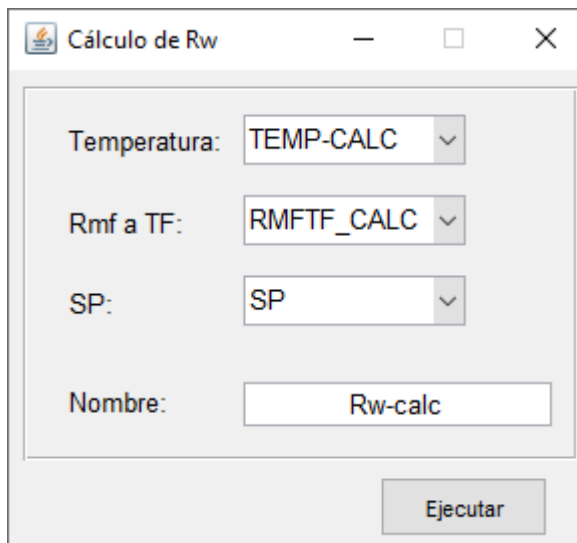 Cálculo de Rw
Temperatura: TEMP-CALC
Rmf a TF: RMFTF_CALC
SP: SP
Nombre: Rw-calc
Ejecutar